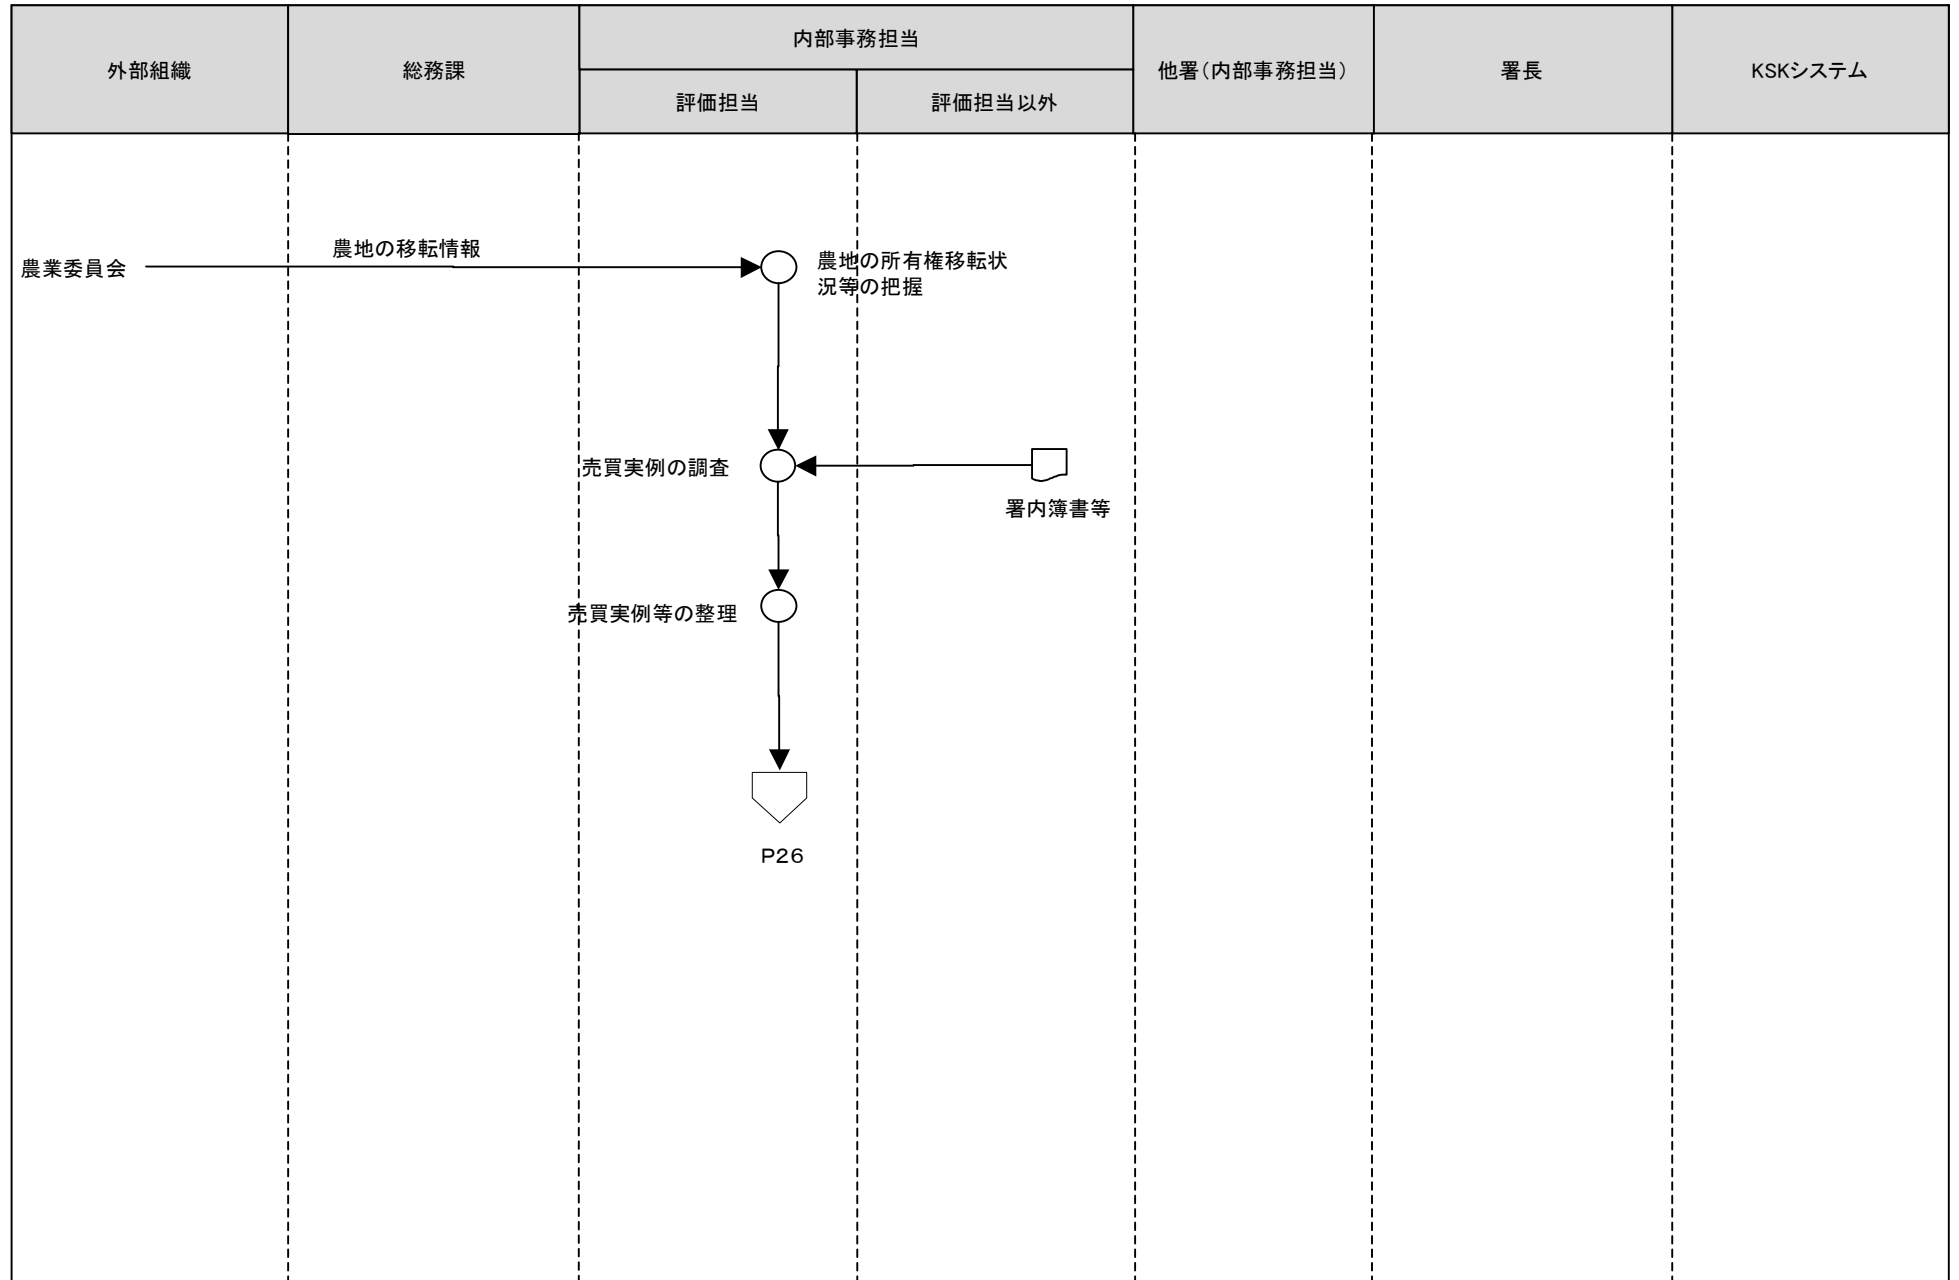 外部組織
総務課
内部事務担当
評価担当
評価担当以外
他署(内部事務担当)
署長
KSKシステム
農業委員会
農地の移転情報
農地の所有権移転状
況等の把握
売買実例の調査
署内簿書等
売買実例等の整理
P26